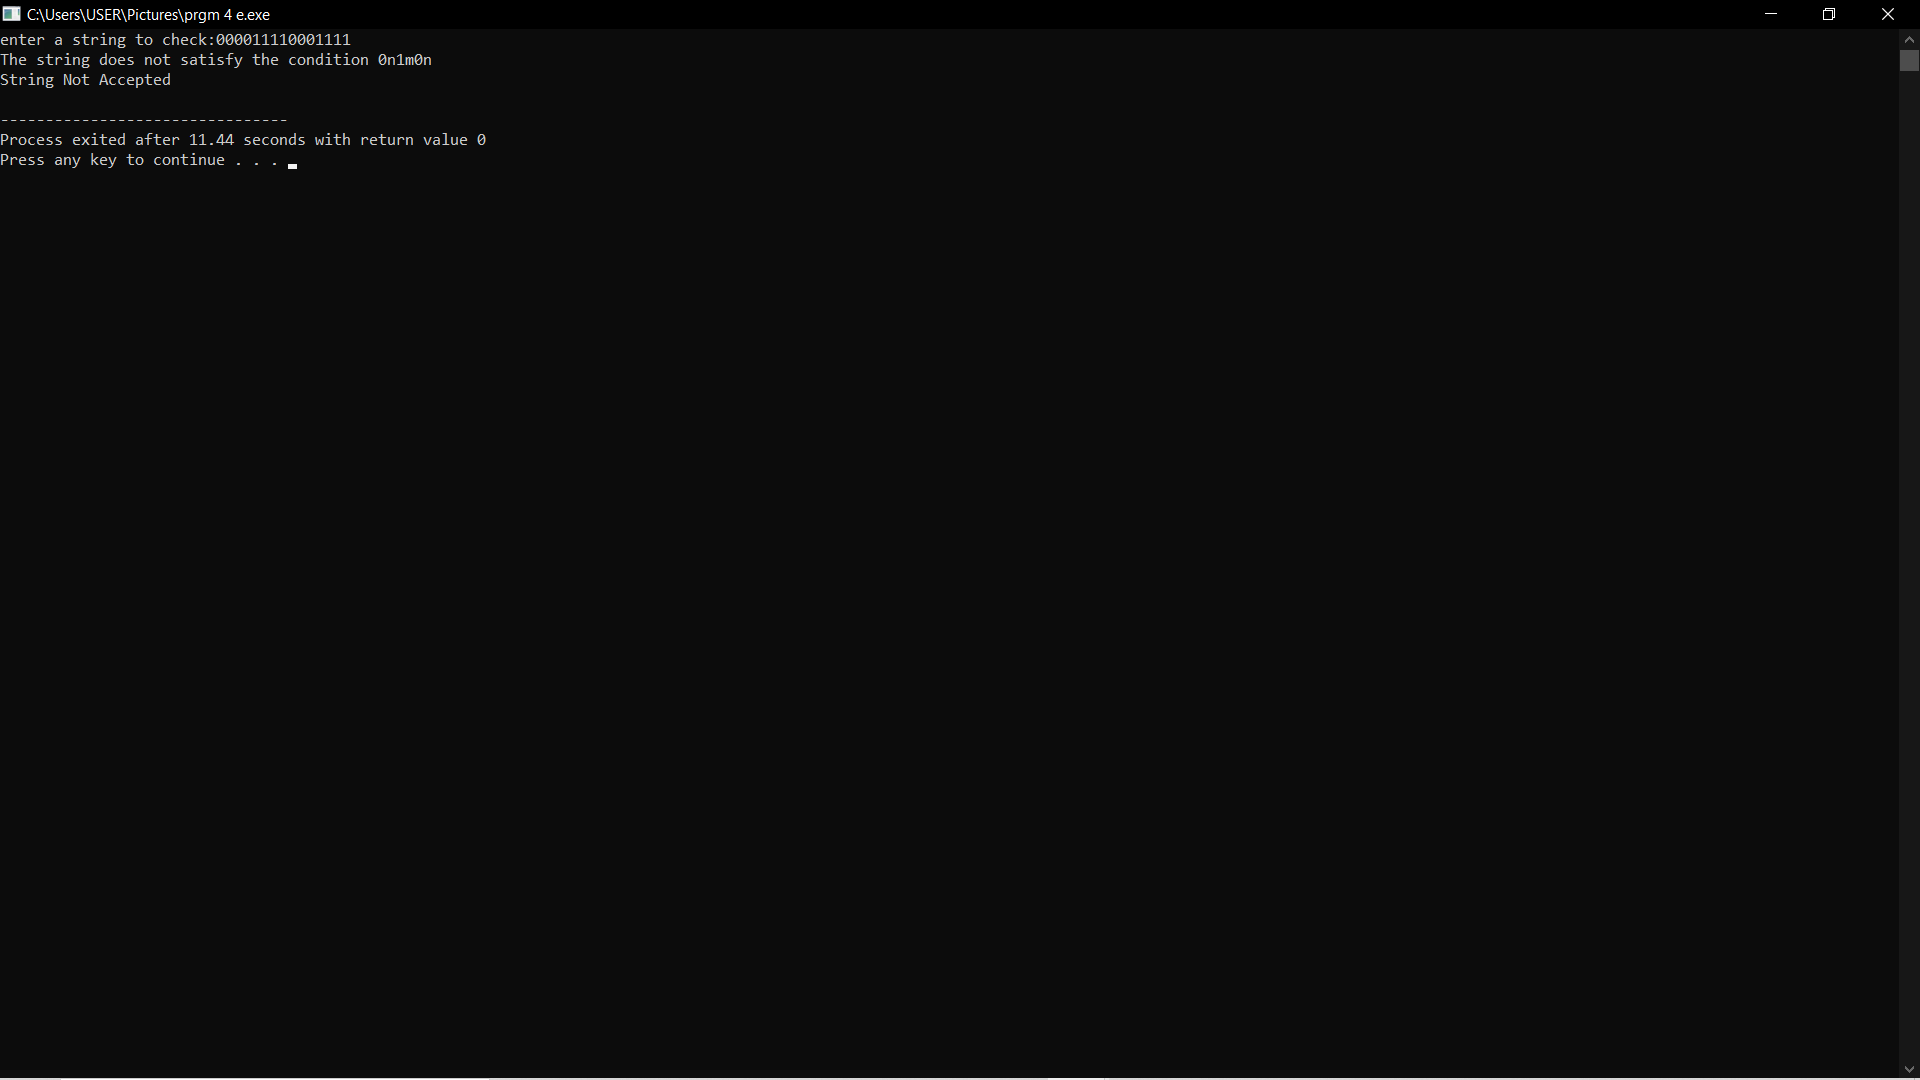 C:\Users\USER\Pictures\prgm 4 e.exe
enter a string to check:000011110001111
The string does not satisfy the condition 0n1m0n
String Not Accepted
--------------------------------
Process exited after 11.44 seconds with return value 0
Press any key to continue . . .